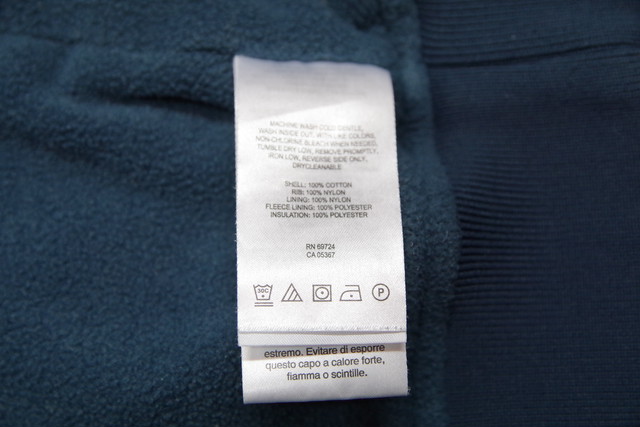 MACHINE WASH COLD GENTLE,
WASH INSIDE OUT, WITH LIKE COLORS,
NON-CHLORINE BLEACH WHEN NEEDED,
TUMBLE DRY LOW, REMOVE PROMPTLY,
IRON LOW, REVERSE SIDE ONLY,
DRYCLEANABLE
SHELL: 100% COTTON
RIB: 100% NYLON
LINING: 100% NYLON
FLEECE LINING: 100% POLYESTER
INSULATION: 100% POLYESTER
RN 69724
CA 05367
30C P
estremo. Evitare di esporre
questo capo a calore forte,
fiamma o scintille.